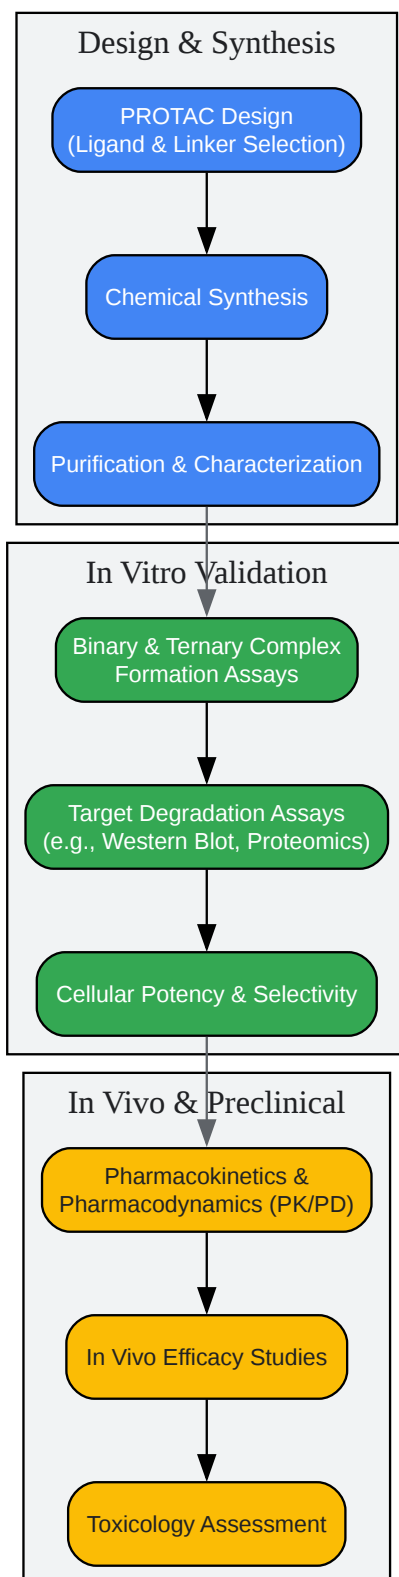 Design & Synthesis
PROTAC Design
(Ligand & Linker Selection)
Chemical Synthesis
Purification & Characterization
In Vitro Validation
Binary & Ternary Complex
Formation Assays
Target Degradation Assays
(e.g., Western Blot, Proteomics)
Cellular Potency & Selectivity
In Vivo & Preclinical
Pharmacokinetics &
Pharmacodynamics (PK/PD)
In Vivo Efficacy Studies
Toxicology Assessment